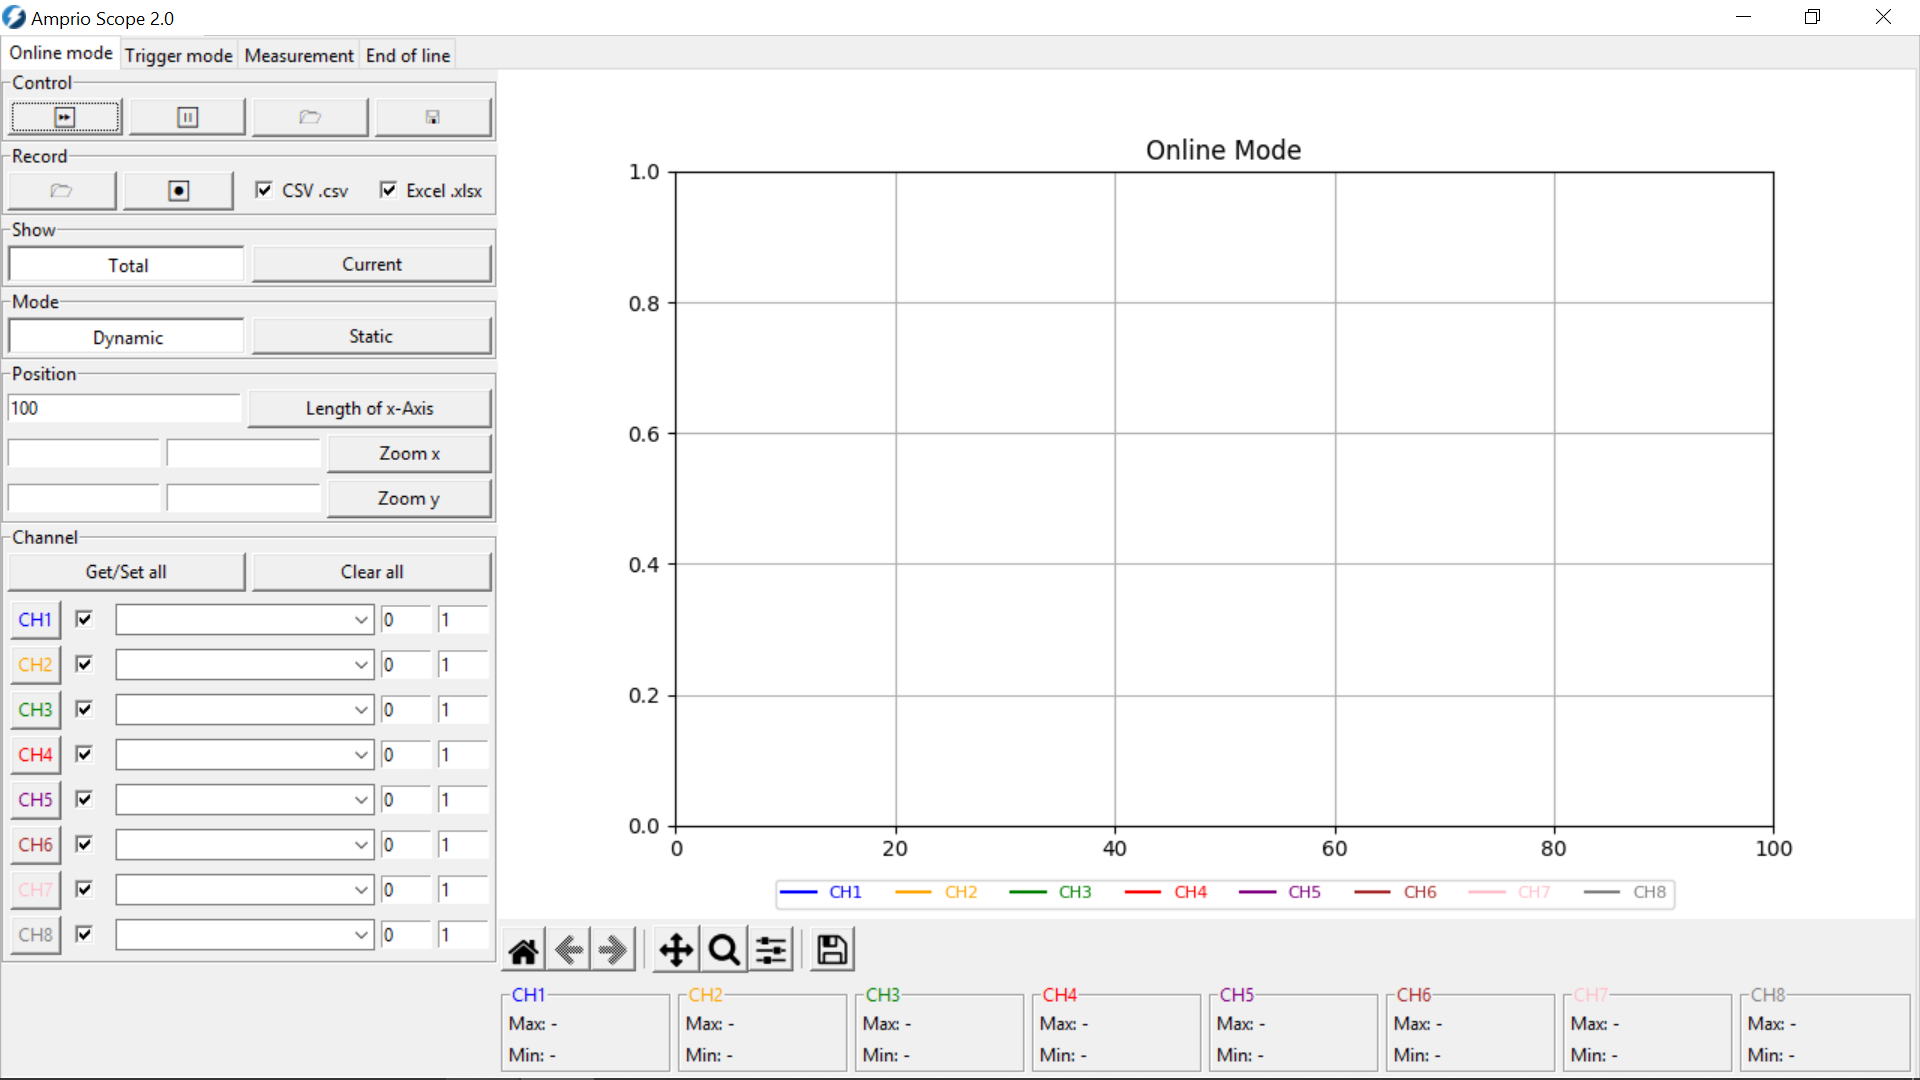 Amprio Scope 2.0
Online mode Trigger mode Measurement End of line
Control
Record
CSV .csv Excel .xlsx
Show
Total Current
Mode
Dynamic Static
Position
100 Length of x-Axis
Zoom x
Zoom y
Channel
Get/Set all Clear all
CH1 0 1
CH2 0 1
CH3 0 1
CH4 0 1
CH5 0 1
CH6 0 1
CH7 0 1
CH8 0 1
Online Mode
1.0
0.8
0.6
0.4
0.2
0.0
0 20 40 60 80 100
CH1 CH2 CH3 CH4 CH5 CH6 CH7 CH8
CH1 CH2 CH3 CH4 CH5 CH6 CH7 CH8
Max: - Max: - Max: - Max: - Max: - Max: - Max: - Max: -
Min: - Min: - Min: - Min: - Min: - Min: - Min: - Min: -